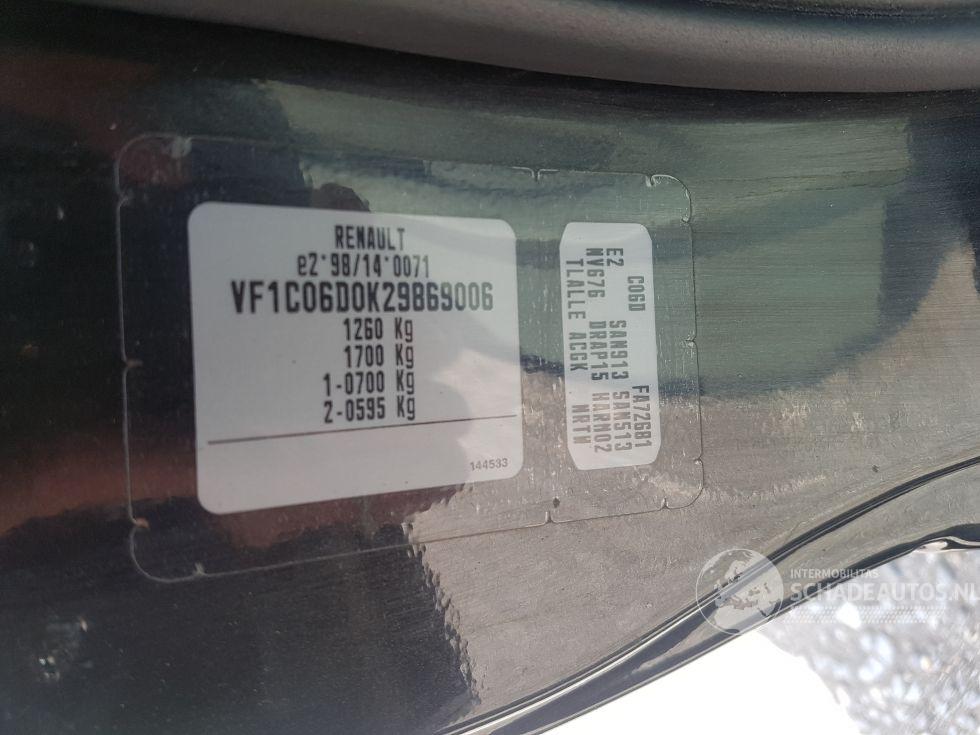 RENAULT
e2*98/14*0071
VF1C06D0K29869006
1260 Kg
1700 Kg
1-0700 Kg
2-0595 Kg
144533
E2 C06D FA72681
SAN913 SAN513
NV676 DRAP15 HARN02
TLALLE ACGK NRTH
INTERMOBILITAS
SCHADEAUTOS.NL